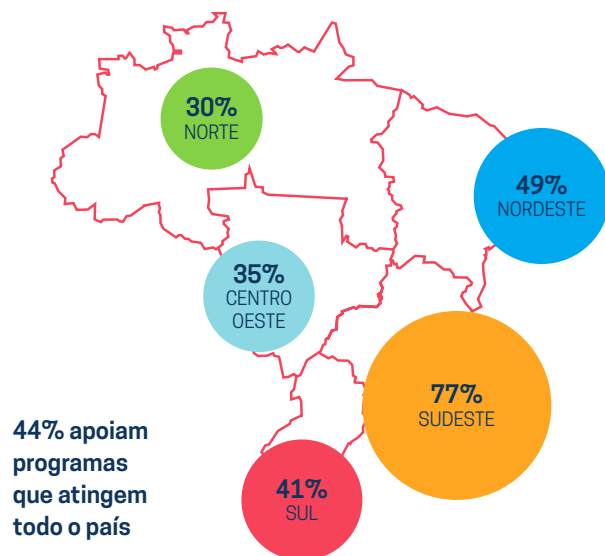 30%
NORTE
49%
NORDESTE
35%
CENTRO
OESTE
77%
SUDESTE
44% apoiam
programas
que atingem
todo o país
41%
SUL